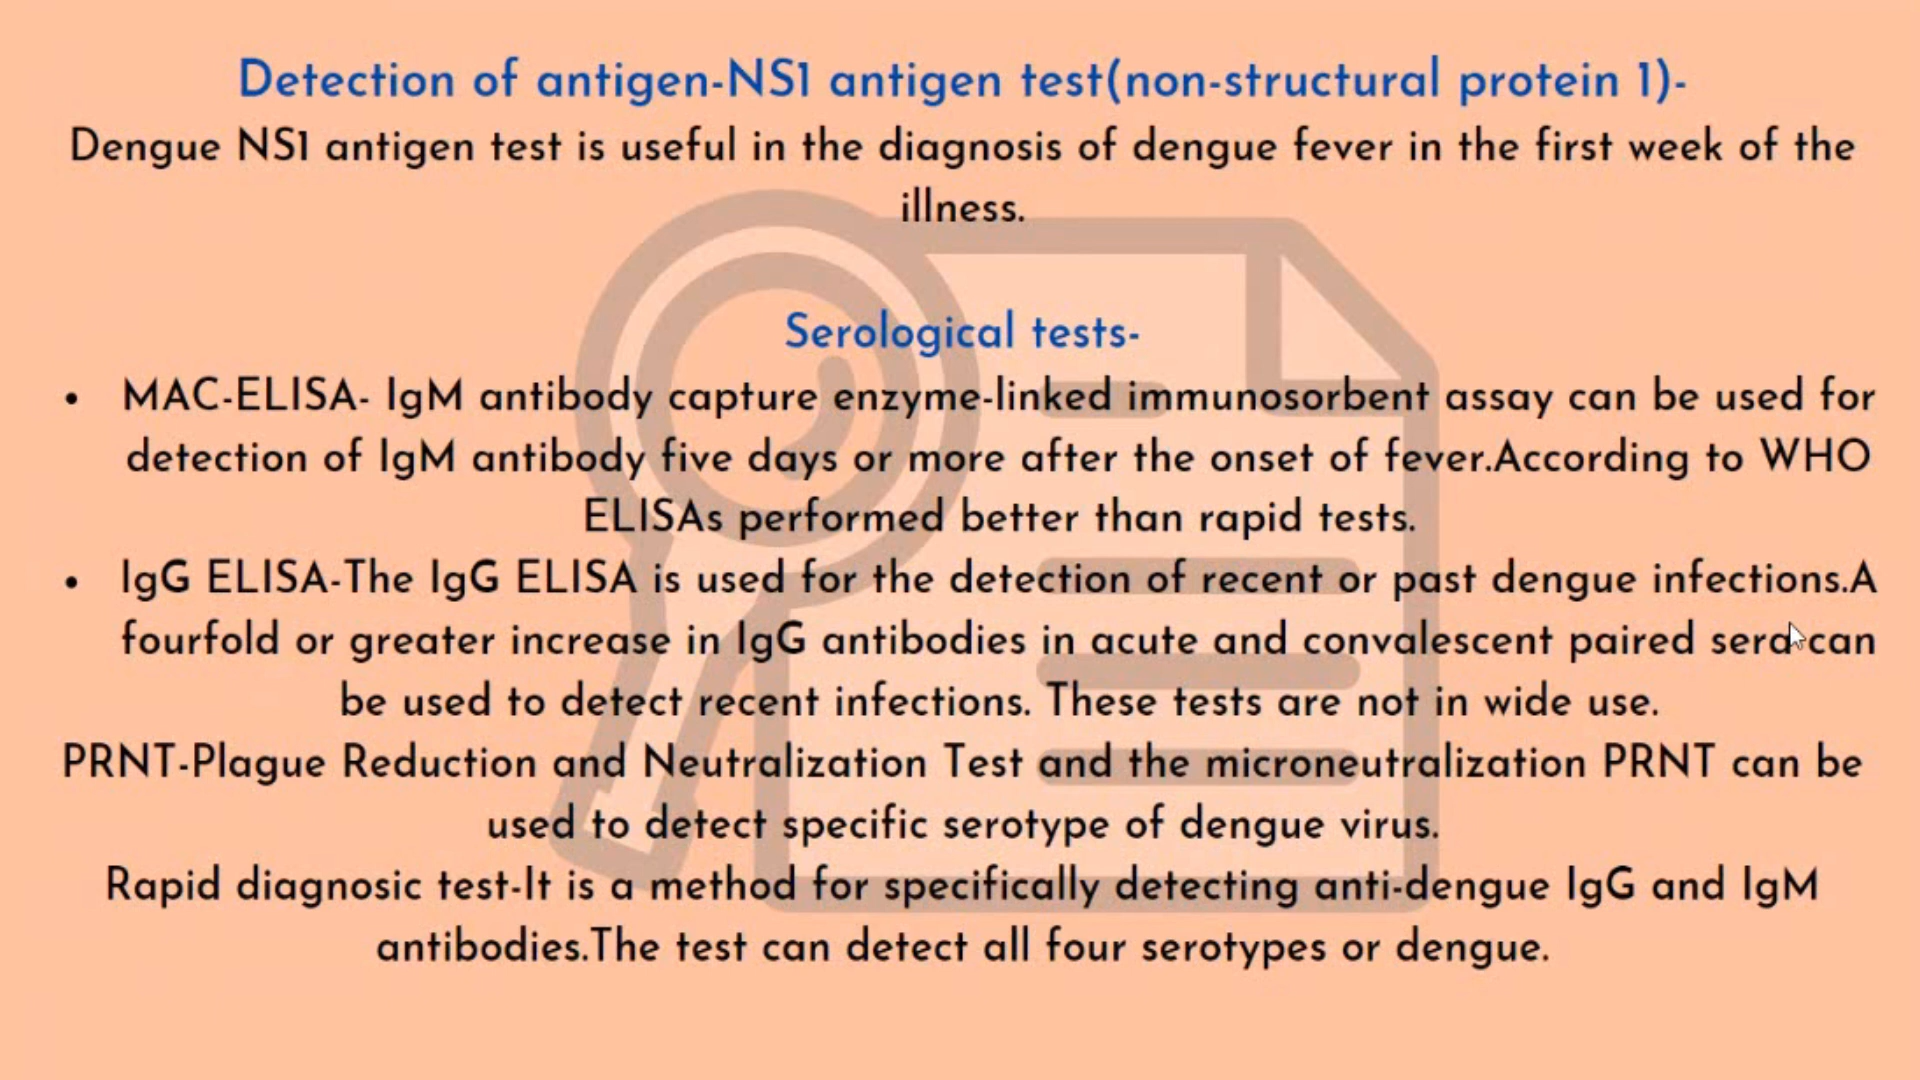 Detection of antigen-NS1 antigen test(non-structural protein 1)-
Dengue NS1 antigen test is useful in the diagnosis of dengue fever in the first week of the
illness.
Serological tests-
• MAC-ELISA- IgM antibody capture enzyme-linked immunosorbent assay can be used for
detection of IgM antibody five days or more after the onset of fever.According to WHO
ELISAs performed better than rapid tests.
• IgG ELISA-The IgG ELISA is used for the detection of recent or past dengue infections.A
fourfold or greater increase in IgG antibodies in acute and convalescent paired sera can
be used to detect recent infections. These tests are not in wide use.
PRNT-Plague Reduction and Neutralization Test and the microneutralization PRNT can be
used to detect specific serotype of dengue virus.
Rapid diagnosic test-It is a method for specifically detecting anti-dengue IgG and IgM
antibodies.The test can detect all four serotypes or dengue.